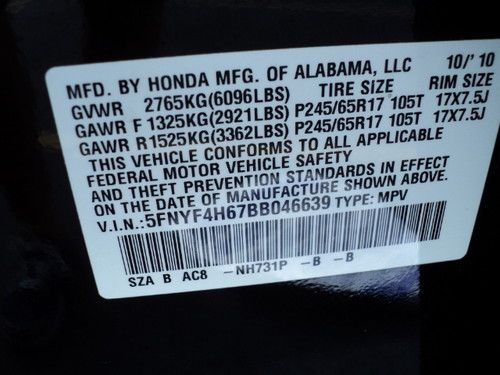 MFD. BY HONDA MFG. OF ALABAMA, LLC 10/'10
GVWR 2765KG(6096LBS) TIRE SIZE RIM SIZE
GAWR F 1325KG(2921LBS) P245/65R17 105T 17X7.5J
GAWR R1525KG(3362LBS) P245/65R17 105T 17X7.5J
THIS VEHICLE CONFORMS TO ALL APPLICABLE
FEDERAL MOTOR VEHICLE SAFETY
AND THEFT PREVENTION STANDARDS IN EFFECT
ON THE DATE OF MANUFACTURE SHOWN ABOVE.
V.I.N.:5FNYF4H67BB046639 TYPE: MPV
SZA B AC8 -NH731P -B -B